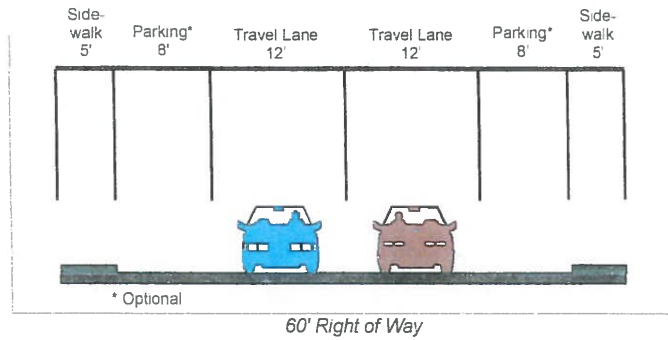 Side-
walk
5'
Parking*
8'
Travel Lane
12'
Travel Lane
12'
Parking*
8'
Side-
walk
5'
* Optional
60' Right of Way